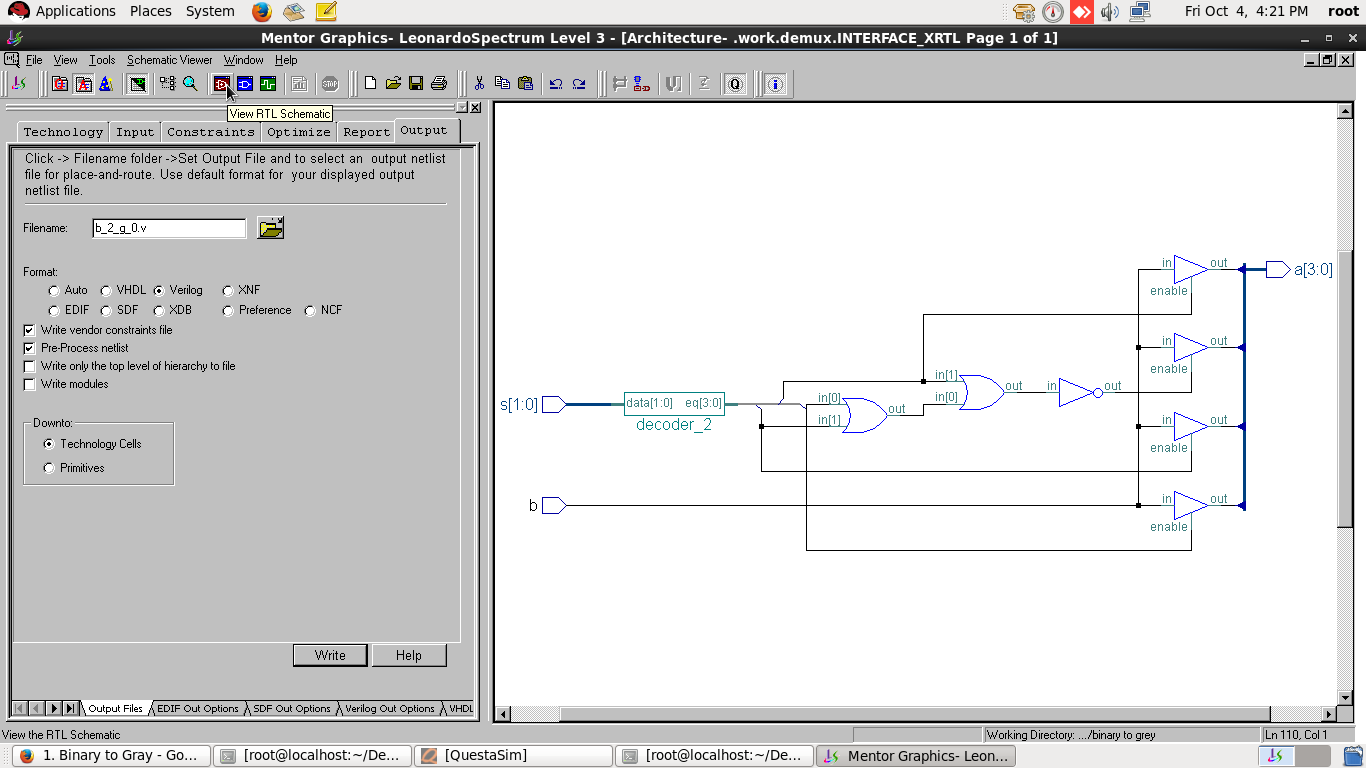 Applications Places System Fri Oct 4, 4:21 PM root
Mentor Graphics- LeonardoSpectrum Level 3 - [Architecture- .work.demux.INTERFACE_XRTL Page 1 of 1]
File View Tools Schematic Viewer Window Help
STOP Q
View RTL Schematic
Technology Input Constraints Optimize Report Output
Click -> Filename folder ->Set Output File and to select an output netlist
file for place-and-route. Use default format for your displayed output
netlist file.
Filename: b_2_g_0.v
Format:
Auto VHDL Verilog XNF
EDIF SDF XDB Preference NCF
Write vendor constraints file
Pre-Process netlist
Write only the top level of hierarchy to file
Write modules
Downto:
Technology Cells
Primitives
Write Help
Output Files EDIF Out Options SDF Out Options Verilog Out Options VHDL
in out a[3:0]
enable
in out
enable
in[1] out in out
in[0]
s[1:0] data[1:0] eq[3:0] in[0] out
in[1]
decoder_2
in out
enable
b in out
enable
View the RTL Schematic Working Directory: .../binary to grey Ln 110, Col 1
1. Binary to Gray - Go... [root@localhost:~/De... [QuestaSim] [root@localhost:~/De... Mentor Graphics- Leon...